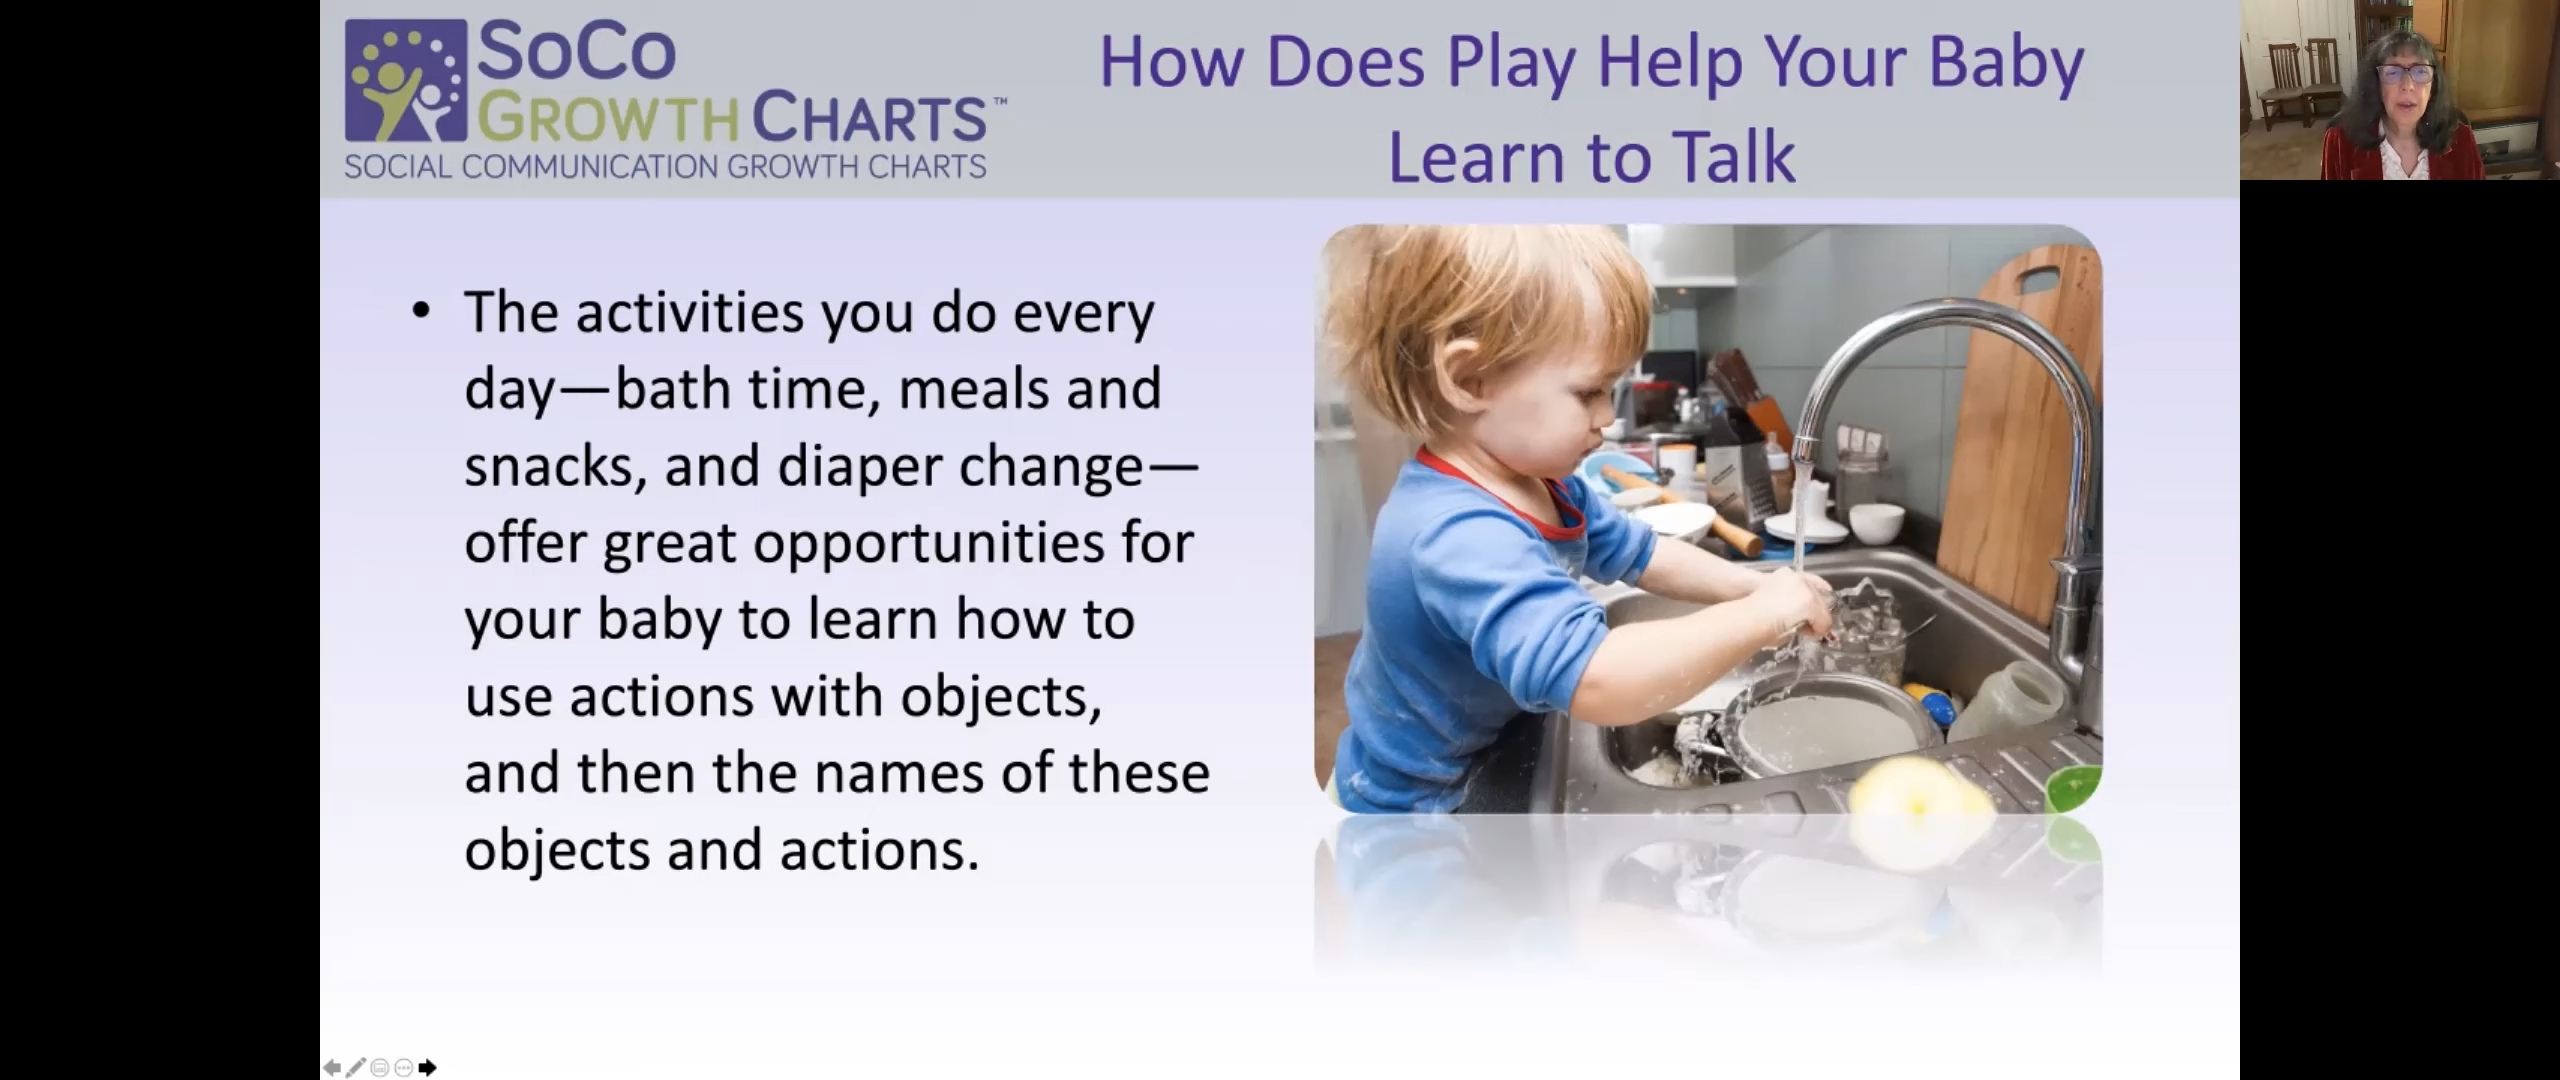 SoCo
GROWTH CHARTS™
SOCIAL COMMUNICATION GROWTH CHARTS
How Does Play Help Your Baby
Learn to Talk
• The activities you do every
day—bath time, meals and
snacks, and diaper change—
offer great opportunities for
your baby to learn how to
use actions with objects,
and then the names of these
objects and actions.